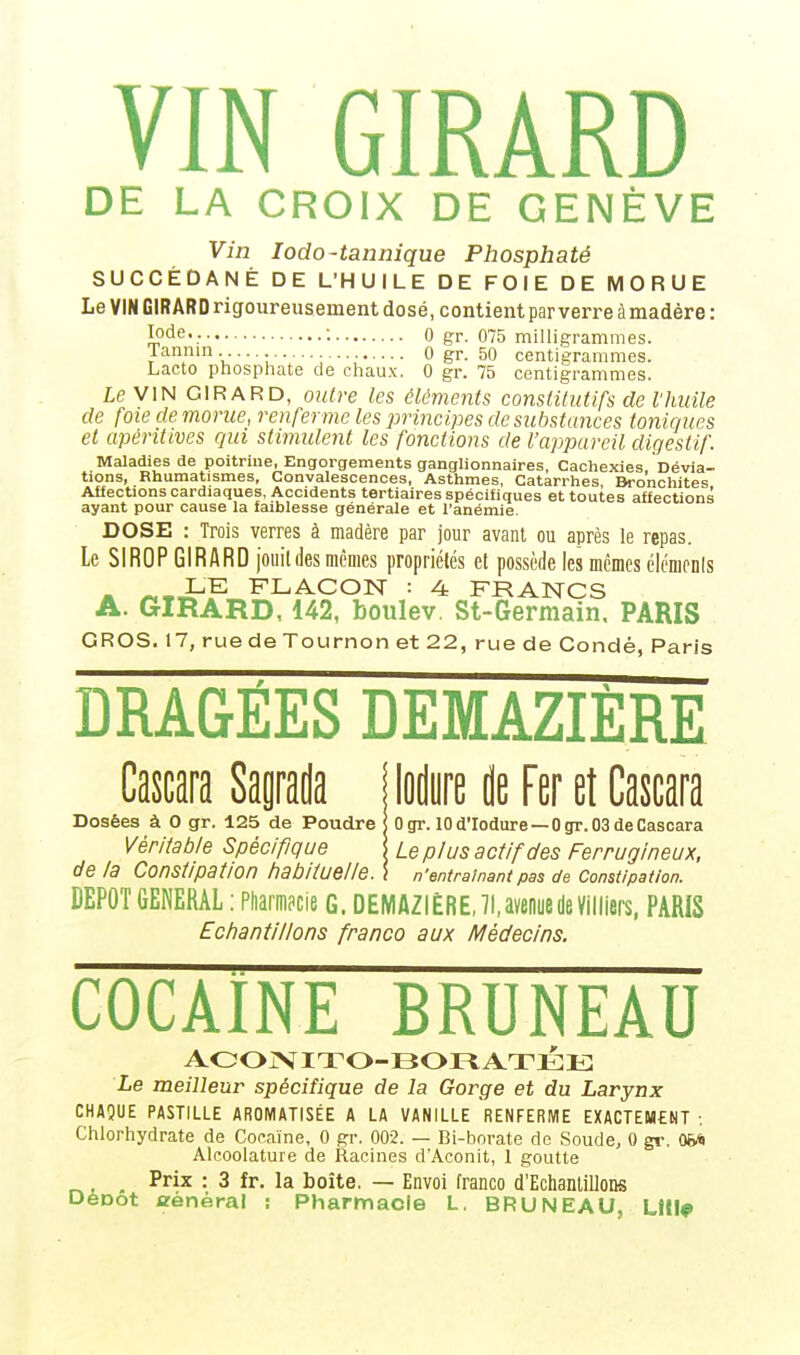 VIN GIRARD
DE LA CROIX DE GENÈVE
Vin Iodo-tannique Phosphaté
SUCCÉDANÉ DE L'HUILE DE FOIE DE MORUE
Le VIN GIRARD rigoureusement dosé, contient par verre à madère :
Iode............................ 0 gr. 075 milligrammes.
Tannin........................ 0 gr. 50 centigrammes.
Lacto phosphate de chaux. 0 gr. 75 centigrammes.
Le VIN GIRARD, outre les éléments constitutifs de l'huile
de foie de morue, renferme les principes de substances toniques
et apéritives qui stimulent les fonctions de l'appareil digestif.
Maladies de poitrine, Engorgements ganglionnaires, Cachexies, Dévia-
tions, Rhumatismes, Convalescences, Asthmes, Catarrhes, Bronchites,
Affections cardiaques, Accidents tertiaires spécifiques et toutes affections
ayant pour cause la faiblesse générale et l'anémie.
DOSE : Trois verres à madère par jour avant ou après le repas.
Le SIROP GIRARD jouit des mêmes propriétés et possède les mêmes éléments
LE FLACON : 4 FRANCS
A. GIRARD, 142, boulev. St-Germain, PARIS
GROS. 17, rue de Tournon et 22, rue de Condé, Paris
DRAGÉES DEMAZIÈRE
Cascara Sagrada
Dosées à 0 gr. 125 de Poudre
Véritable Spécifique
de la Constipation habituelle.
Iodure de Fer et Cascara
0 gr. 10 d'Iodure — 0 gr. 03 de Cascara
Le plus actif des Ferrugineux,
n'entraînant pas de Constipation.
DEPOT GENERAL : Pharmacie G. DEMAZIÈRE, 71, avenue de Villiers, PARIS
Echantillons franco aux Médecins.
COCAÏNE BRUNEAU
ACONITO-BORATÉE
Le meilleur spécifique de la Gorge et du Larynx
CHAQUE PASTILLE AROMATISÉE A LA VANILLE RENFERME EXACTEMENT :
Chlorhydrate de Cocaïne, 0 gr. 002. — Bi-borate de Soude, 0 gr.
Alcoolature de Racines d'Aconit, 1 goutte
Prix : 3 fr. la boîte. — Envoi franco d'Echantillons
Dépôt général : Pharmacie L. BRUNEAU, Lille